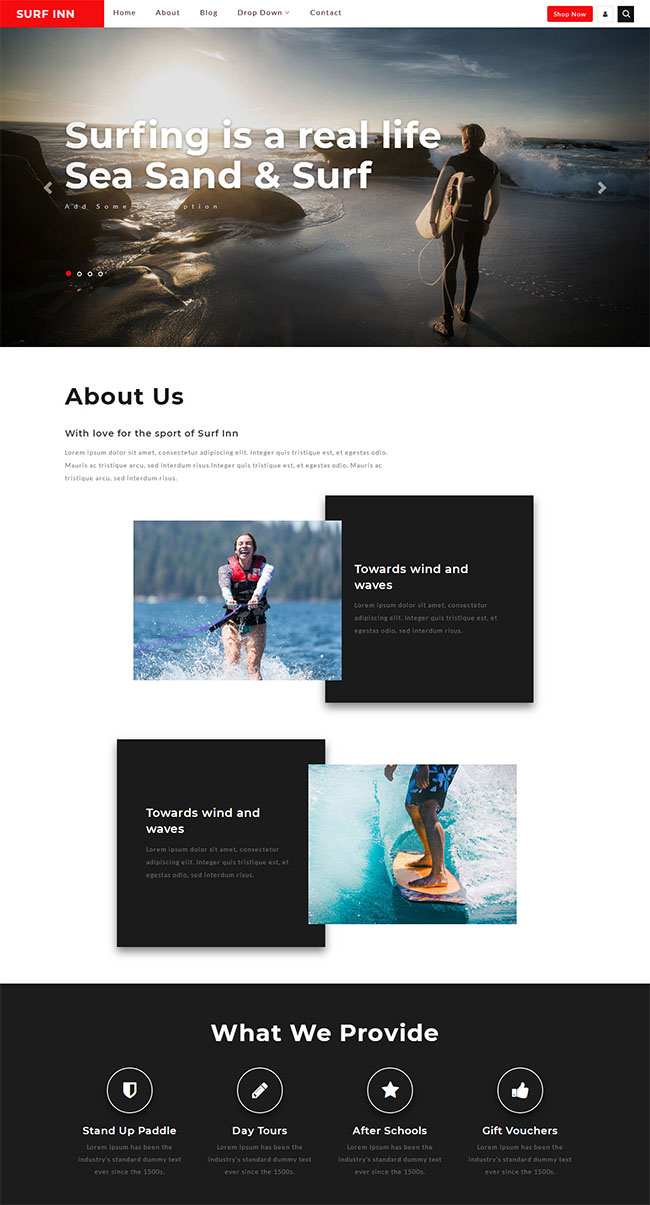 SURF INN
Home About Blog Drop Down Contact
Shop Now
Surfing is a real life
Sea Sand & Surf
Add Some
About Us
With love for the sport of Surf Inn
Lorem ipsum dolor sit amet, consectetur adipiscing elit. Integer quis tristique est, et egestas odio.
Mauris ac tristique arcu, sed interdum risus.Integer quis tristique est, et egestas odio. Mauris ac
tristique arcu, sed interdum risus.
Towards wind and
waves
Lorem ipsum dolor sit amet, consectetur
adipiscing elit. Integer quis tristique est, et
egestas odio, sed interdum risus.
Towards wind and
waves
Lorem ipsum dolor sit amet, consectetur
adipiscing elit. Integer quis tristique est, et
egestas odio, sed interdum risus.
What We Provide
Stand Up Paddle
Lorem Ipsum has been the
industry's standard dummy text
ever since the 1500s.
Day Tours
Lorem Ipsum has been the
industry's standard dummy text
ever since the 1500s.
After Schools
Lorem Ipsum has been the
industry's standard dummy text
ever since the 1500s.
Gift Vouchers
Lorem Ipsum has been the
industry's standard dummy text
ever since the 1500s.